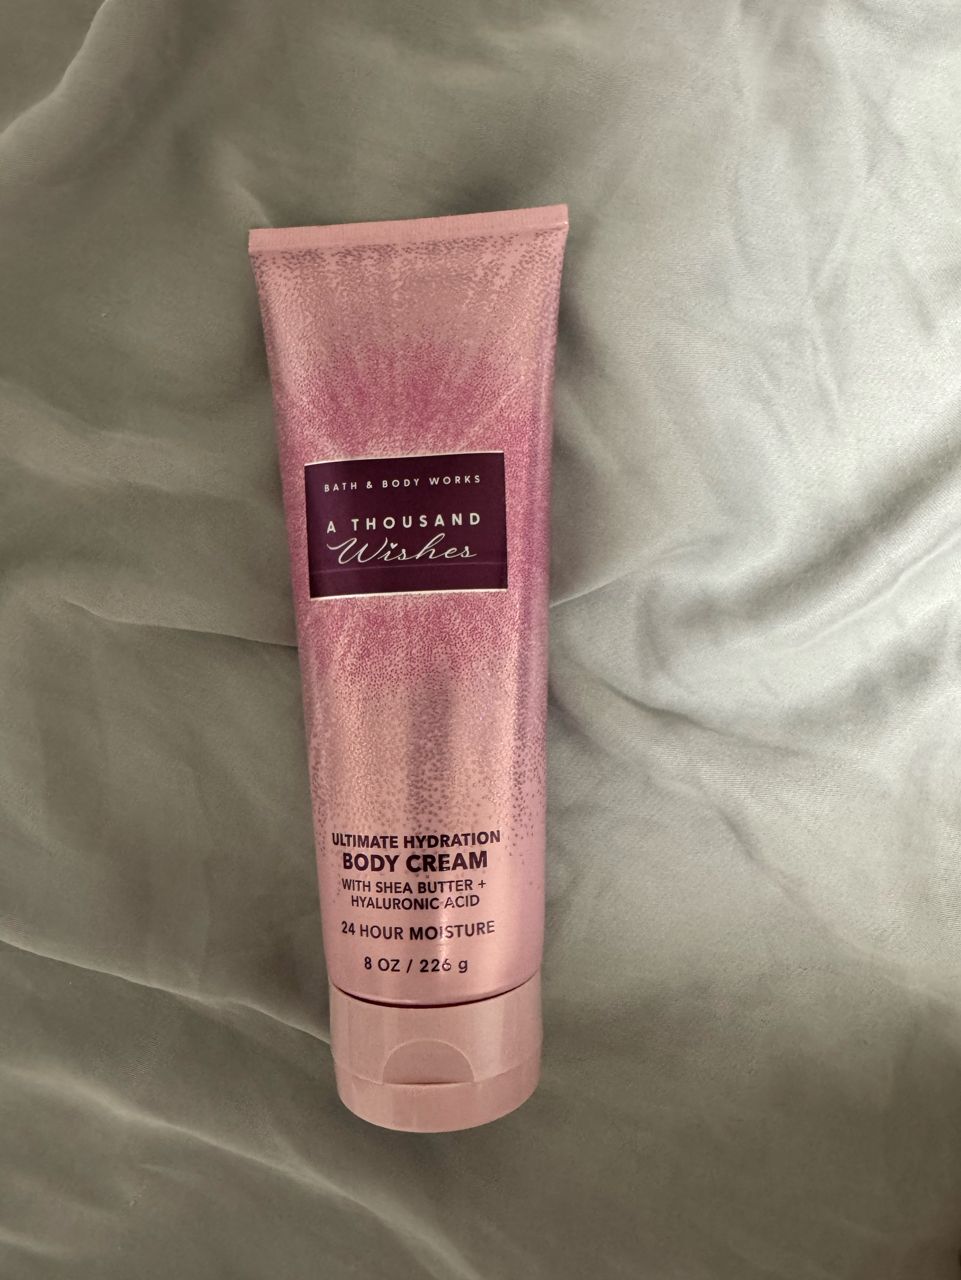 BATH & BODY WORKS
A THOUSAND
Wishes
ULTIMATE HYDRATION
BODY CREAM
WITH SHEA BUTTER +
HYALURONIC ACID
24 HOUR MOISTURE
8 OZ / 226 g